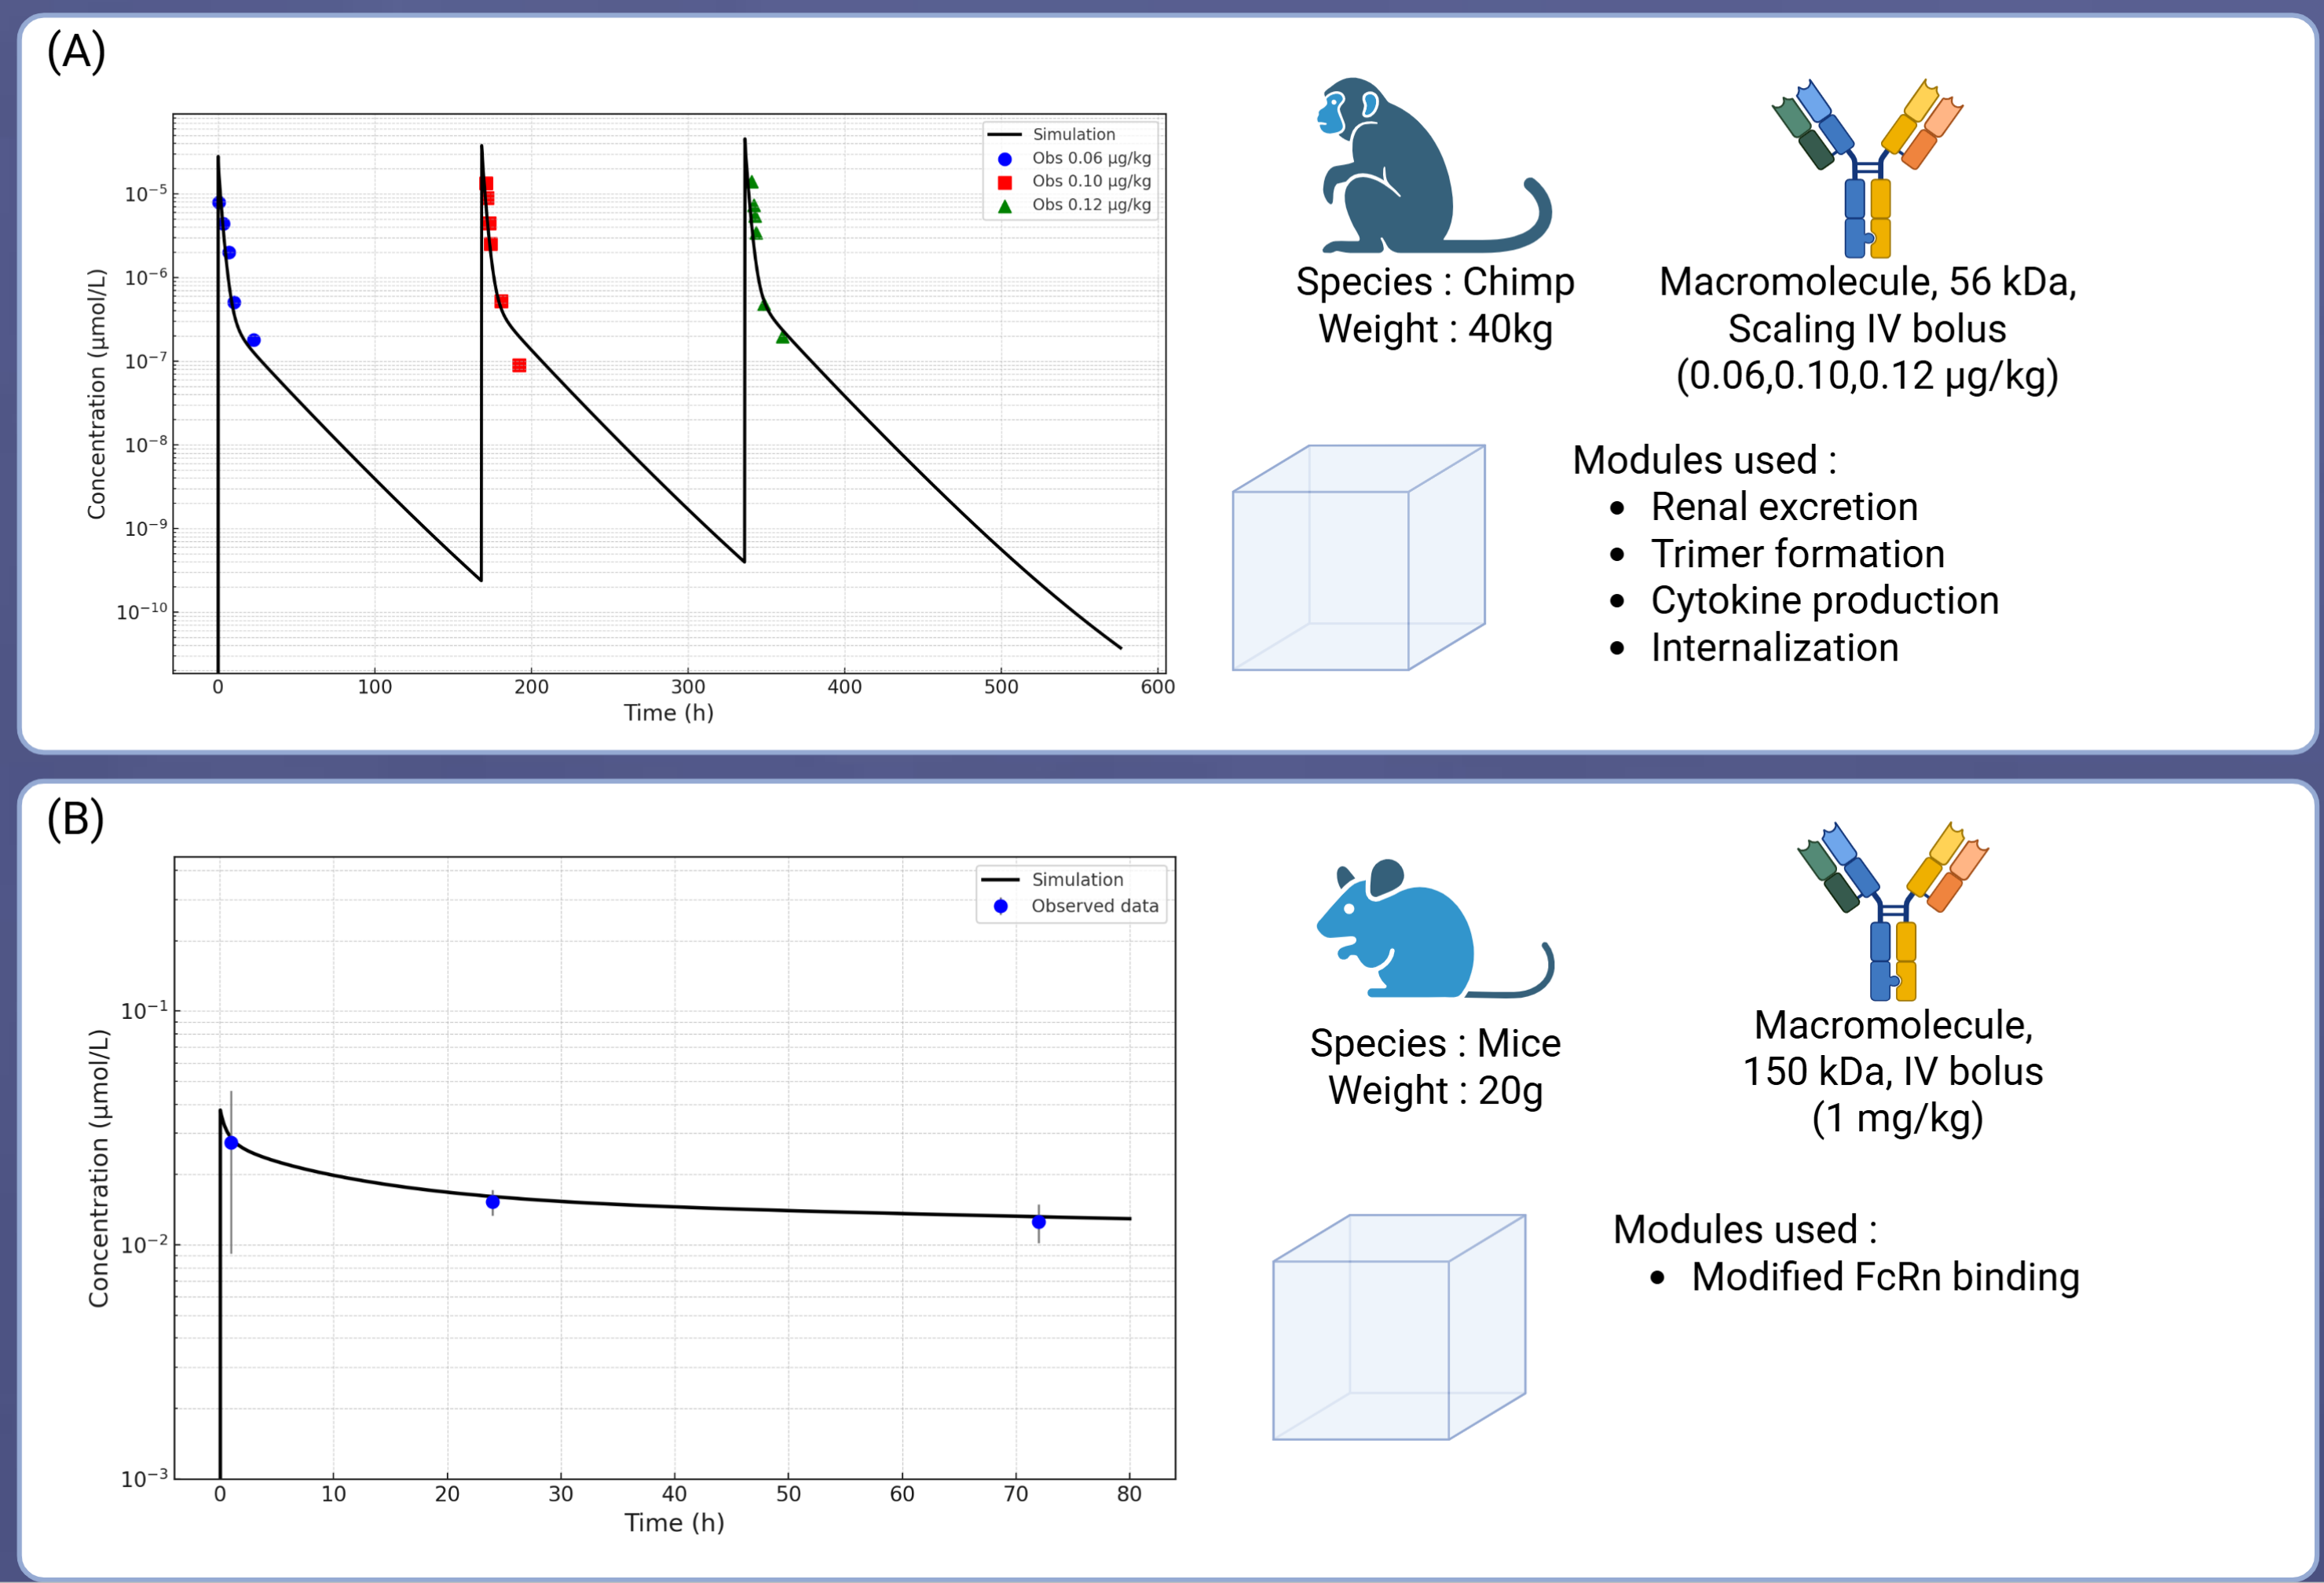 (A)
Concentration (µmol/L)
10⁻⁵
10⁻⁶
10⁻⁷
10⁻⁸
10⁻⁹
10⁻¹⁰
0 100 200 300 400 500 600
Time (h)
Simulation
Obs 0.06 µg/kg
Obs 0.10 µg/kg
Obs 0.12 µg/kg
Species : Chimp
Weight : 40kg
Macromolecule, 56 kDa,
Scaling IV bolus
(0.06,0.10,0.12 µg/kg)
Modules used :
• Renal excretion
• Trimer formation
• Cytokine production
• Internalization
(B)
Concentration (µmol/L)
10⁻¹
10⁻²
10⁻³
0 10 20 30 40 50 60 70 80
Time (h)
Simulation
Observed data
Species : Mice
Weight : 20g
Macromolecule,
150 kDa, IV bolus
(1 mg/kg)
Modules used :
• Modified FcRn binding